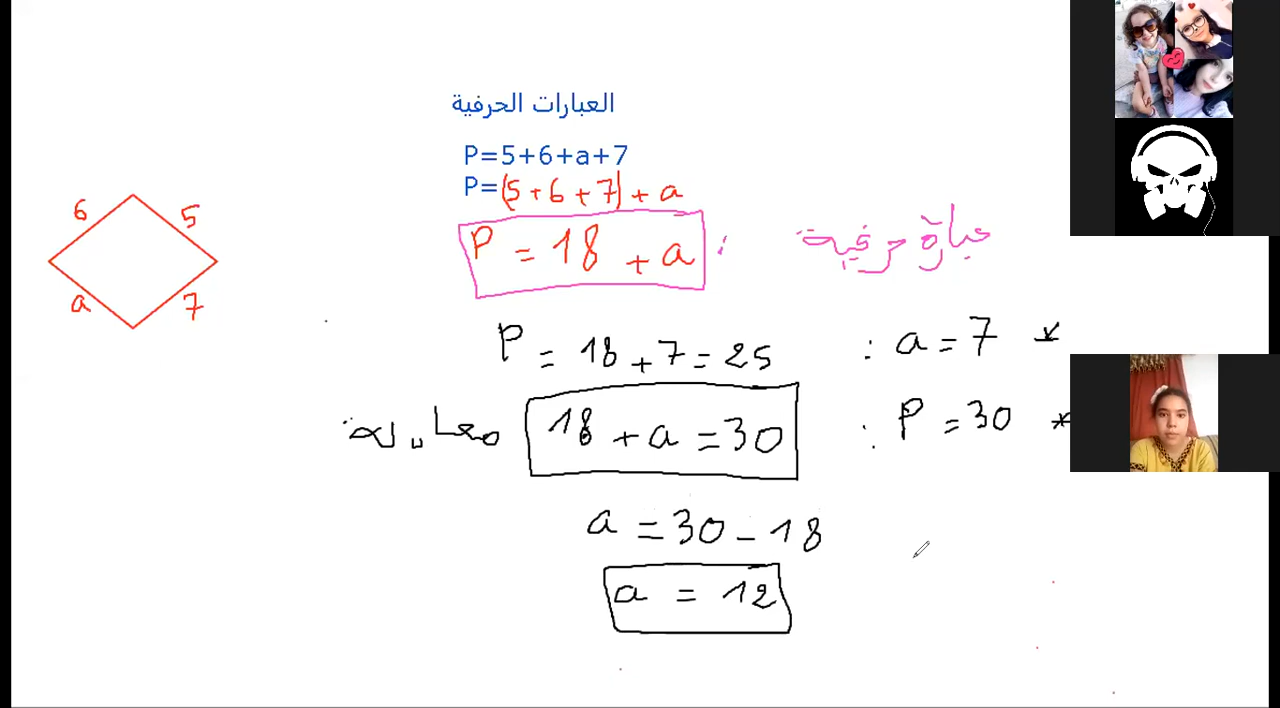 العبارات الحرفية
P=5+6+a+7
P=(5+6+7)+a
P = 18 + a : عبارة حرفية
6
5
a
7
* a = 7 : P = 18 + 7 = 25
* P = 30 : 18 + a = 30 معادلة
a = 30 - 18
a = 12